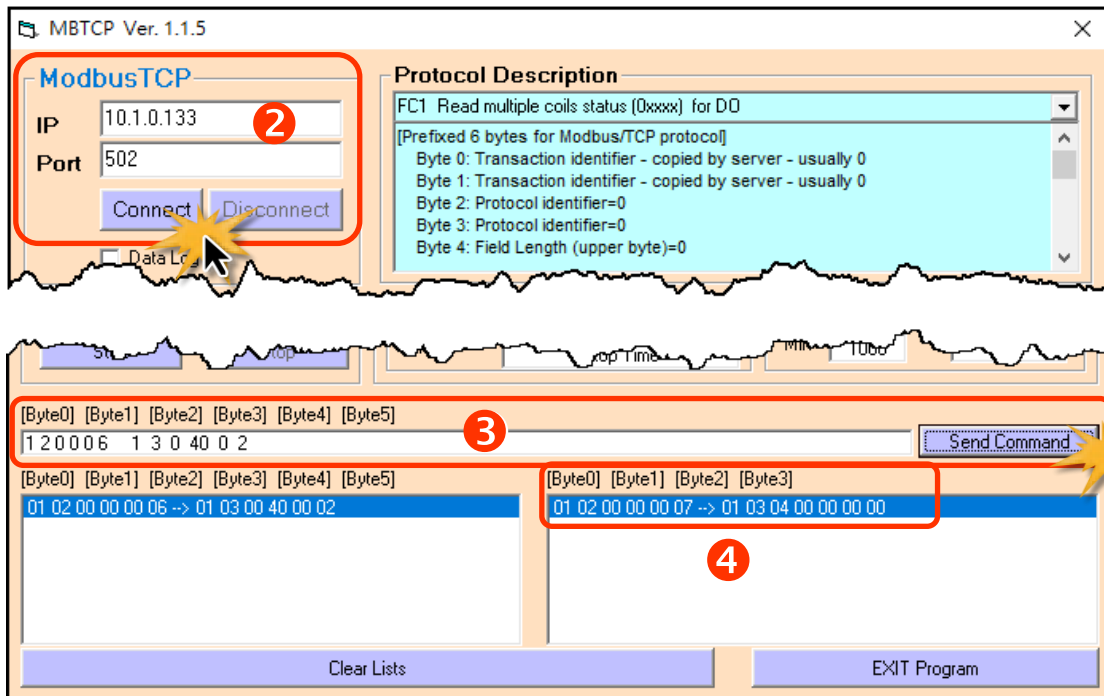 MBTCP Ver. 1.1.5
ModbusTCP
IP 10.1.0.133
2
Port 502
Connect Disconnect
Data Log
Protocol Description
FC1 Read multiple coils status (0xxxx) for DO
[Prefixed 6 bytes for Modbus/TCP protocol]
Byte 0: Transaction identifier - copied by server - usually 0
Byte 1: Transaction identifier - copied by server - usually 0
Byte 2: Protocol identifier=0
Byte 3: Protocol identifier=0
Byte 4: Field Length (upper byte)=0
1000
[Byte0] [Byte1] [Byte2] [Byte3] [Byte4] [Byte5]
1 2 0 0 0 6 1 3 0 40 0 2
3
Send Command
[Byte0] [Byte1] [Byte2] [Byte3] [Byte4] [Byte5]
01 02 00 00 00 06 --> 01 03 00 40 00 02
[Byte0] [Byte1] [Byte2] [Byte3]
01 02 00 00 00 07 --> 01 03 04 00 00 00 00
4
Clear Lists
EXIT Program